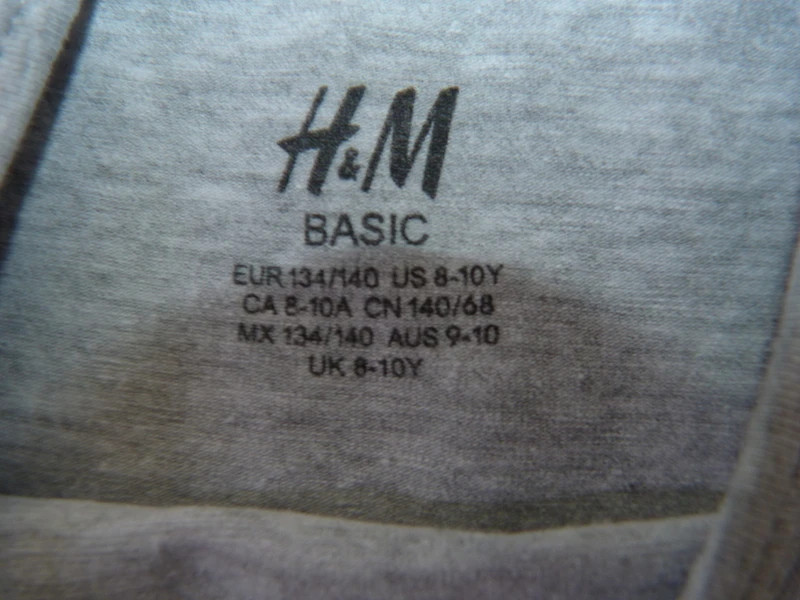 H&M
BASIC
EUR 134/140 US 8-10Y
CA 8-10A CN 140/68
MX 134/140 AUS 9-10
UK 8-10Y